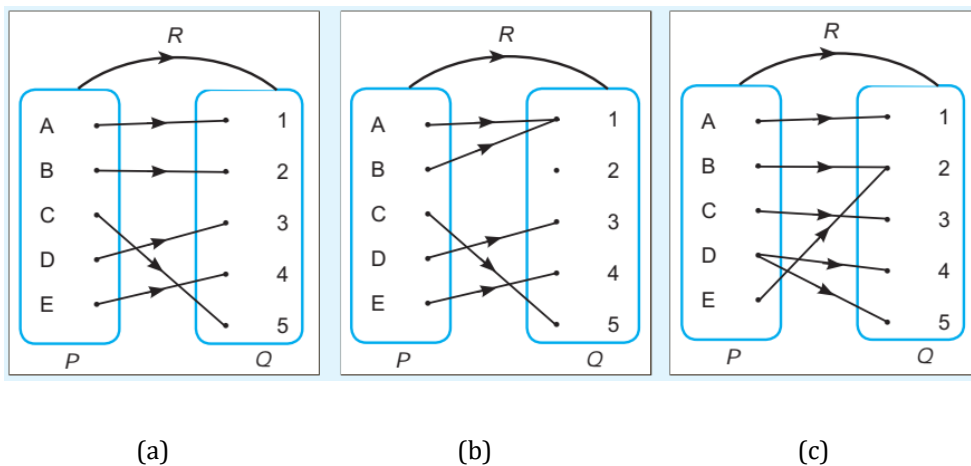 R R R
A 1 A 1 A 1
B 2 B 2 B 2
C 3 C 3 C 3
D 4 D 4 D 4
E 5 E 5 E 5
P Q P Q P Q
(a) (b) (c)